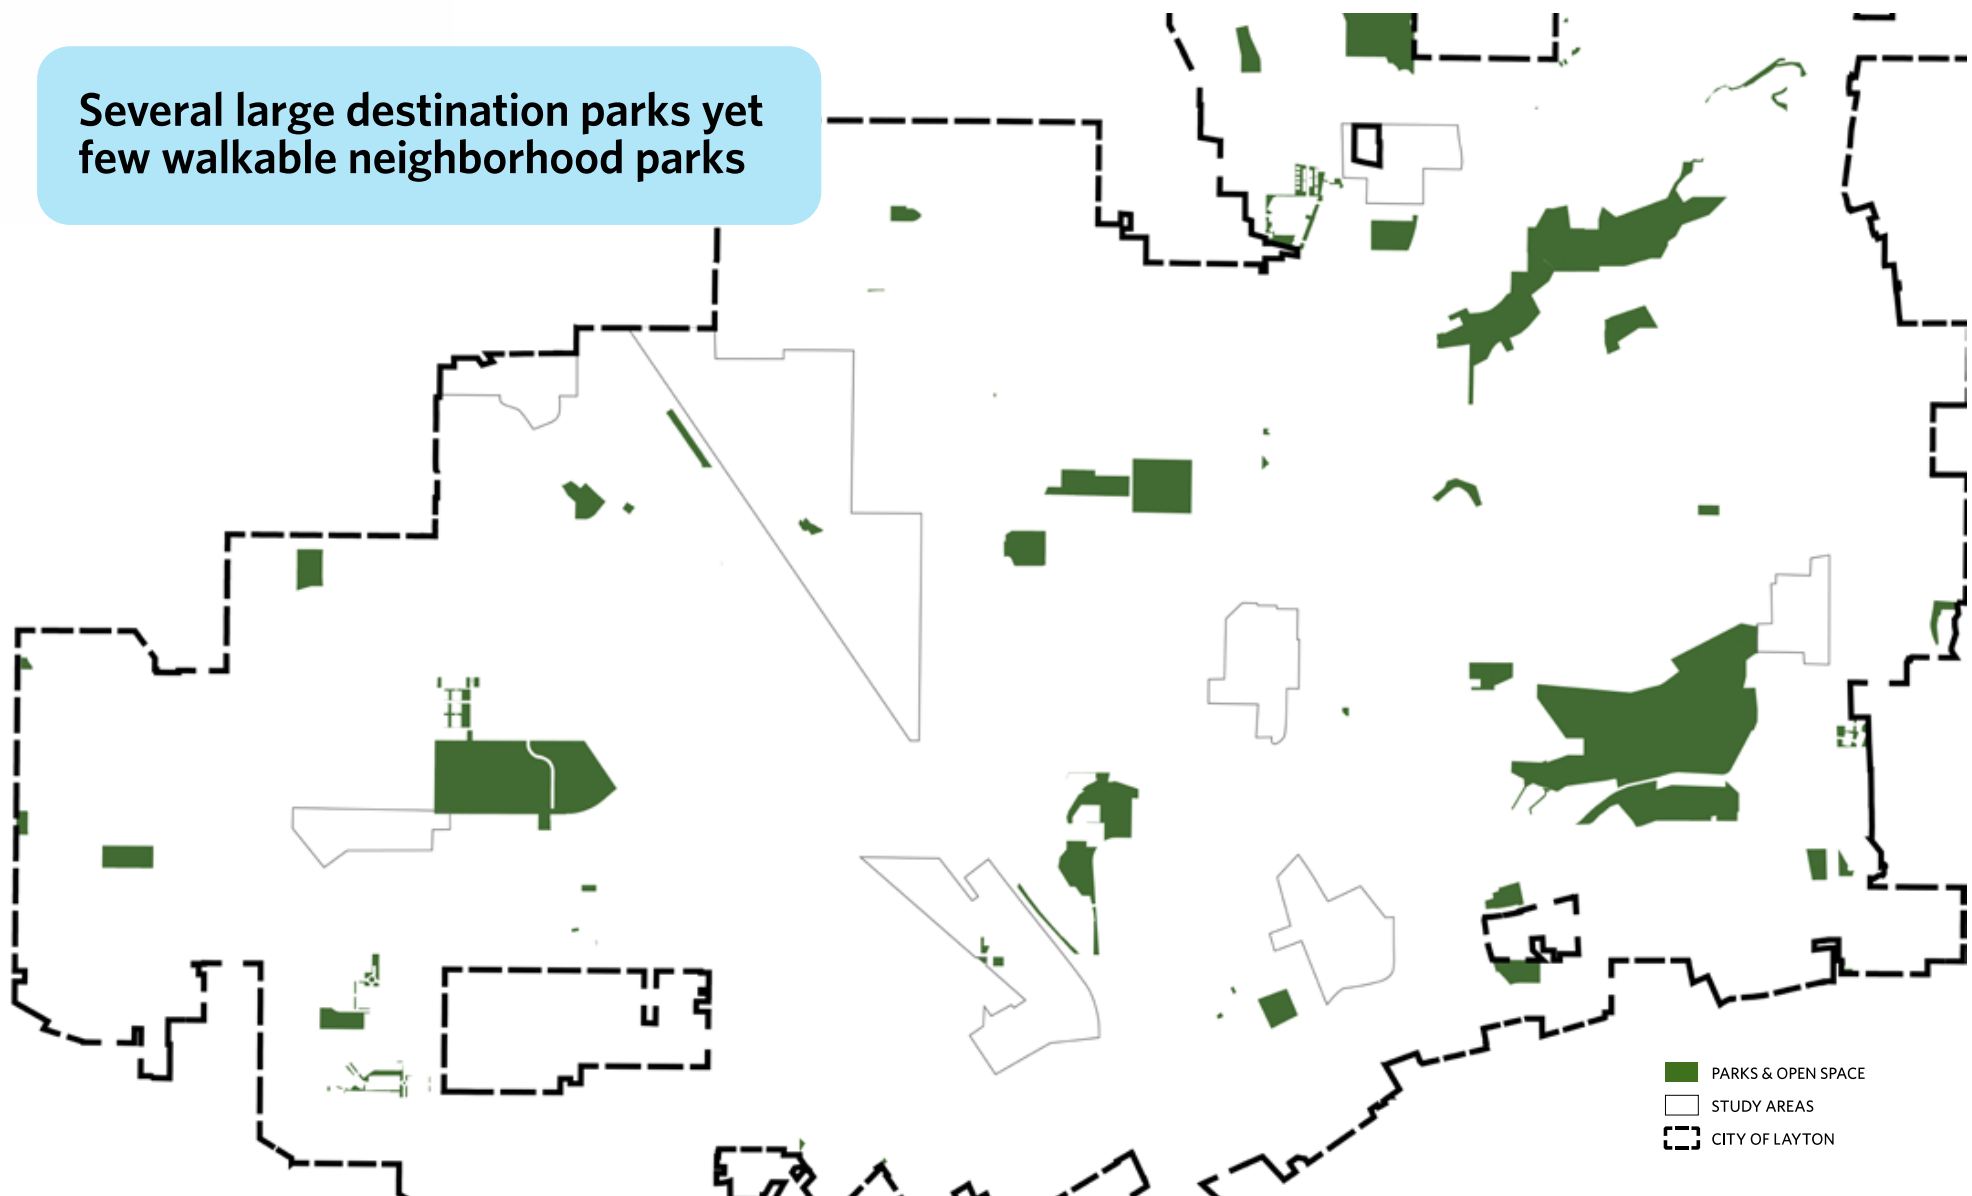 Several large destination parks yet
few walkable neighborhood parks
PARKS & OPEN SPACE
STUDY AREAS
CITY OF LAYTON